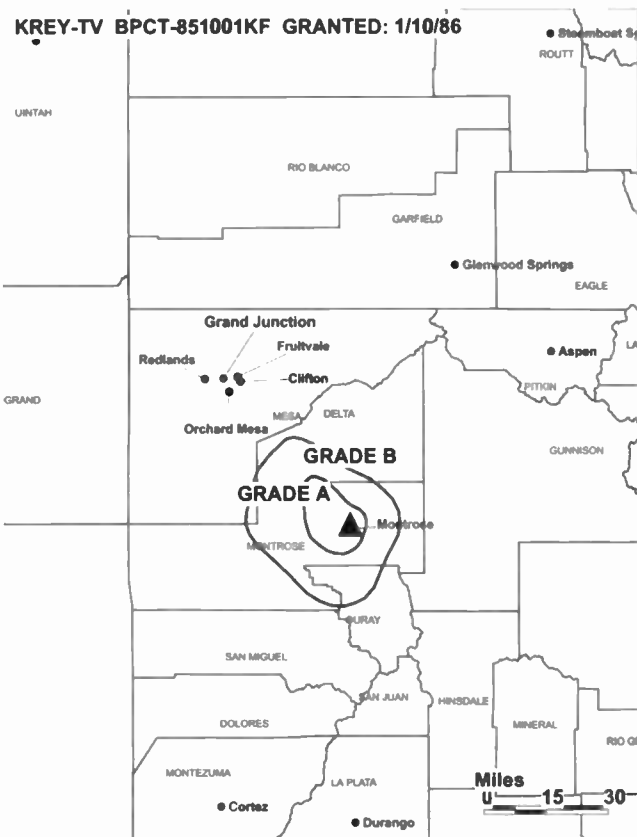 KREY-TV BPCT-851001KF GRANTED: 1/10/86
Steamboat Sp
ROUTT
UINTAH
RIO BLANCO
GARFIELD
Glenwood Springs
EAGLE
Grand Junction
Fruitvale
Redlands
Clifton
Aspen
LA
PITKIN
GRAND
MESA
DELTA
Orchard Mesa
GUNNISON
GRADE B
GRADE A
Montrose
MONTROSE
OURAY
SAN MIGUEL
SAN JUAN
HINSDALE
DOLORES
MINERAL
RIO G
MONTEZUMA
LA PLATA
Miles
0 15 30
Cortez
Durango